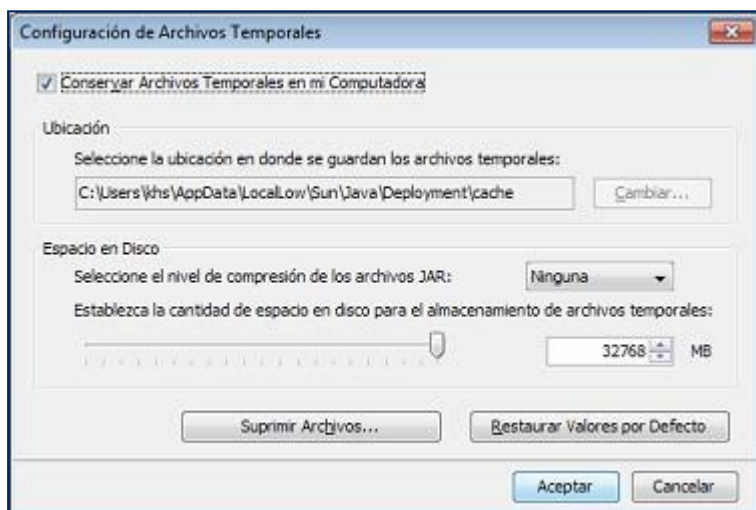 Configuración de Archivos Temporales
Conservar Archivos Temporales en mi Computadora
Ubicación
Seleccione la ubicación en donde se guardan los archivos temporales:
C:\Users\khs\AppData\LocalLow\Sun\Java\Deployment\cache Cambiar...
Espacio en Disco
Seleccione el nivel de compresión de los archivos JAR: Ninguna
Establezca la cantidad de espacio en disco para el almacenamiento de archivos temporales:
32768 MB
Suprimir Archivos... Restaurar Valores por Defecto
Aceptar Cancelar